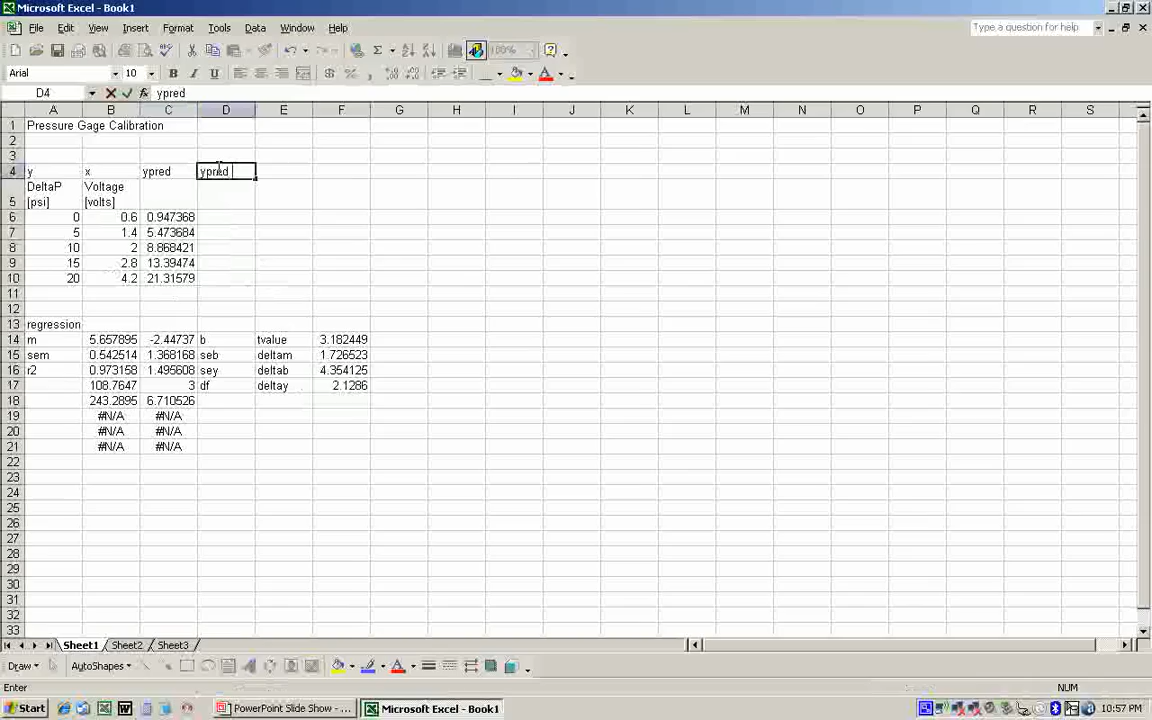 Microsoft Excel - Book1
File Edit View Insert Format Tools Data Window Help
Type a question for help
100%
Arial 10 B I U $ % ,
D4 fx ypred
A B C D E F G H I J K L M N O P Q R S
1 Pressure Gage Calibration
2
3
4 y x ypred ypred
DeltaP Voltage
5 [psi] [volts]
6 0 0.6 0.947368
7 5 1.4 5.473684
8 10 2 8.868421
9 15 2.8 13.39474
10 20 4.2 21.31579
11
12
13 regression
14 m 5.657895 -2.44737 b tvalue 3.182449
15 sem 0.542514 1.368168 seb deltam 1.726523
16 r2 0.973158 1.495608 sey deltab 4.354125
17 108.7647 3 df deltay 2.1286
18 243.2895 6.710526
19 #N/A #N/A
20 #N/A #N/A
21 #N/A #N/A
22
23
24
25
26
27
28
29
30
31
32
33
Sheet1 Sheet2 Sheet3
Draw AutoShapes
Enter NUM
Start PowerPoint Slide Show - ... Microsoft Excel - Book1 10:57 PM